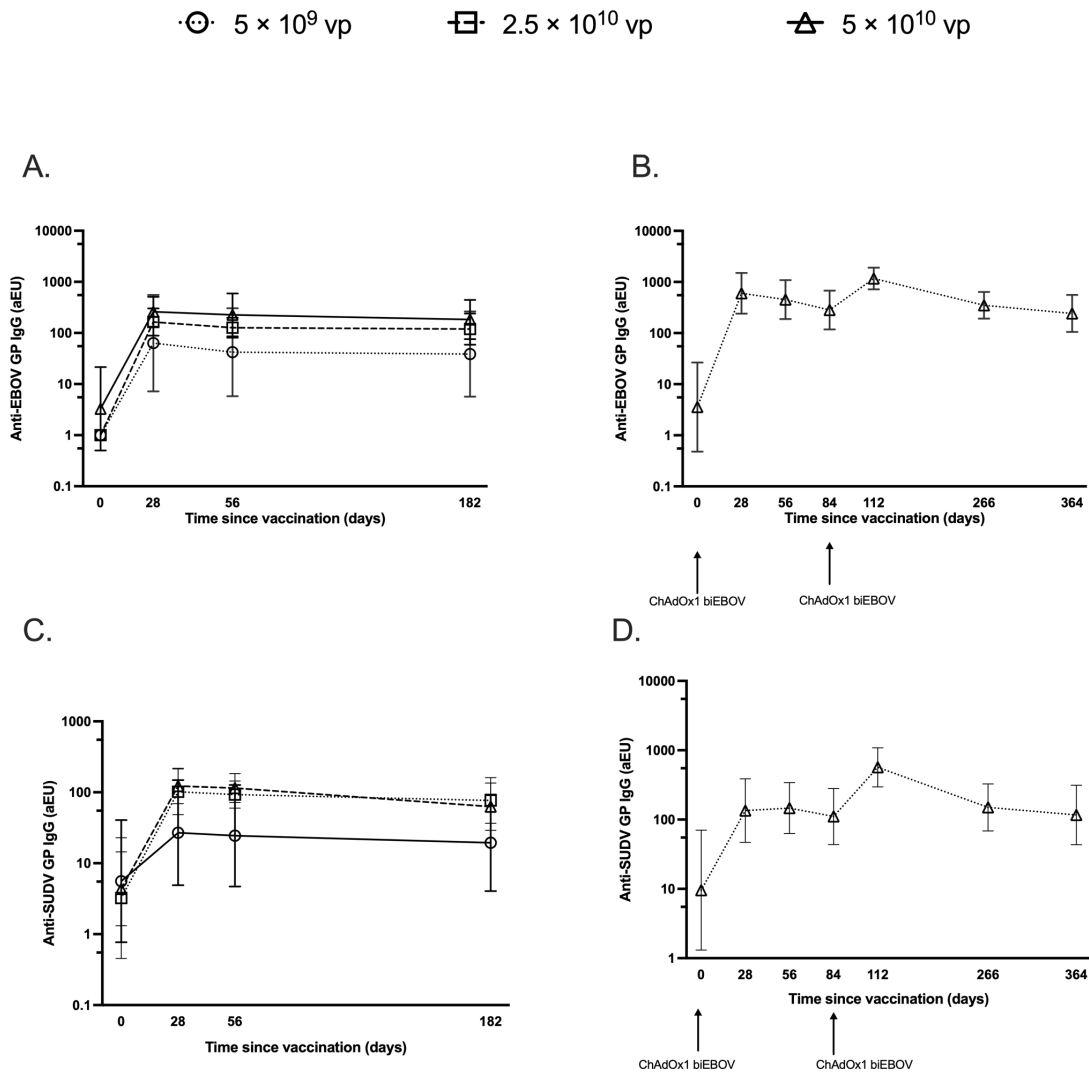 5 × 10⁹ vp 2.5 × 10¹⁰ vp 5 × 10¹⁰ vp
A.
Anti-EBOV GP IgG (aEU)
10000
1000
100
10
1
0.1
0 28 56 182
Time since vaccination (days)
B.
Anti-EBOV GP IgG (aEU)
10000
1000
100
10
1
0.1
0 28 56 84 112 266 364
Time since vaccination (days)
ChAdOx1 biEBOV ChAdOx1 biEBOV
C.
Anti-SUDV GP IgG (aEU)
1000
100
10
1
0.1
0 28 56 182
Time since vaccination (days)
D.
Anti-SUDV GP IgG (aEU)
10000
1000
100
10
1
0 28 56 84 112 266 364
Time since vaccination (days)
ChAdOx1 biEBOV ChAdOx1 biEBOV